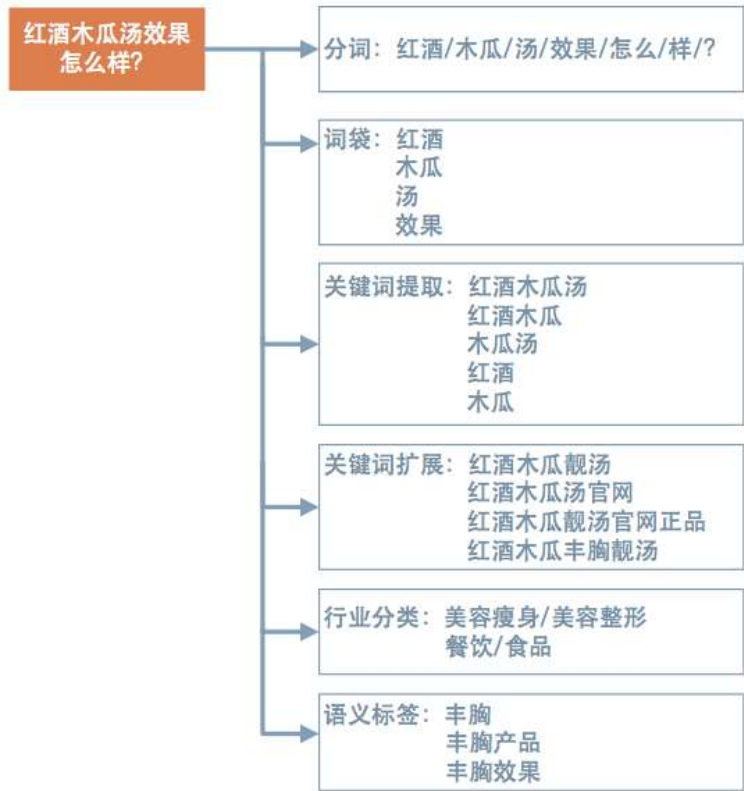 红酒木瓜汤效果
怎么样?
分词：红酒/木瓜/汤/效果/怎么/样/?
词袋：红酒
木瓜
汤
效果
关键词提取：红酒木瓜汤
红酒木瓜
木瓜汤
红酒
木瓜
关键词扩展：红酒木瓜靓汤
红酒木瓜汤官网
红酒木瓜靓汤官网正品
红酒木瓜丰胸靓汤
行业分类：美容瘦身/美容整形
餐饮/食品
语义标签：丰胸
丰胸产品
丰胸效果